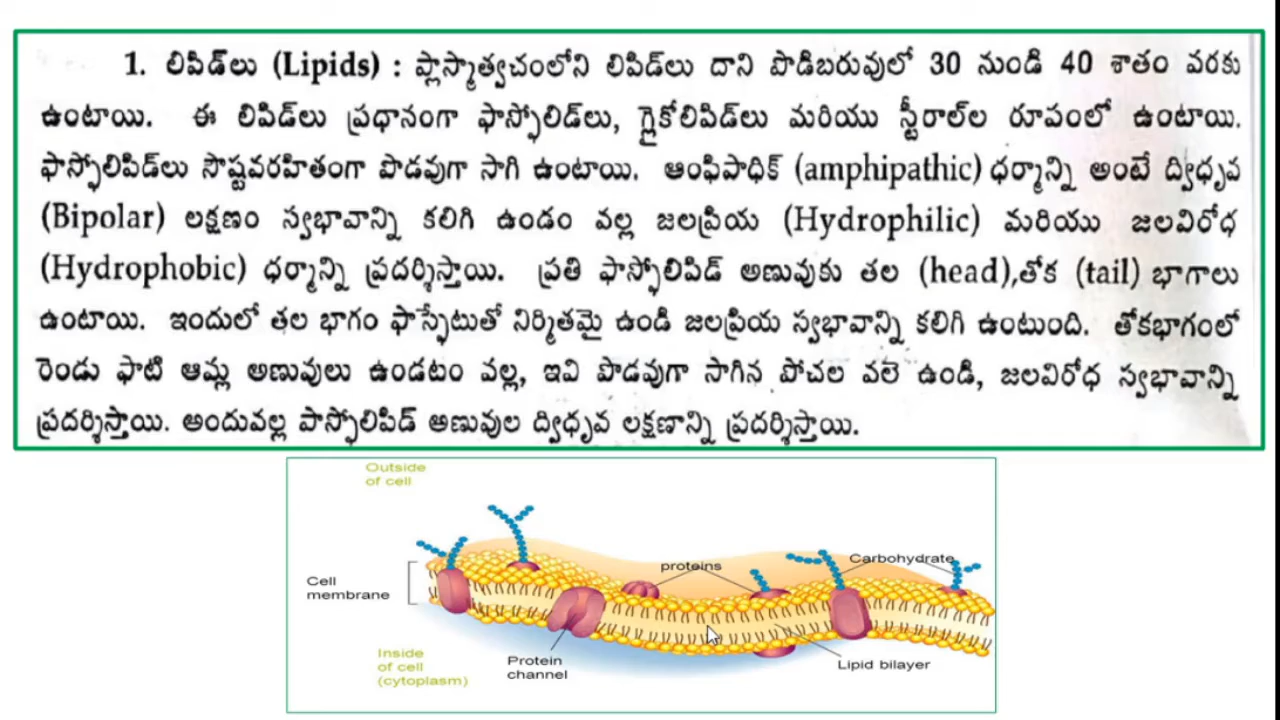 1. లిపిడ్‌లు (Lipids) : ప్లాస్మాత్వచంలోని లిపిడ్‌లు దాని పొడిబరువులో 30 నుండి 40 శాతం వరకు
ఉంటాయి. ఈ లిపిడ్‌లు ప్రధానంగా ఫాస్ఫోలిడ్‌లు, గ్లైకోలిపిడ్‌లు మరియు స్టీరాల్‌ల రూపంలో ఉంటాయి.
ఫాస్ఫోలిపిడ్‌లు సౌష్టవరహితంగా పొడవుగా సాగి ఉంటాయి. ఆంఫిపాధిక్ (amphipathic) ధర్మాన్ని అంటే ద్విధృవ
(Bipolar) లక్షణం స్వభావాన్ని కలిగి ఉండం వల్ల జలప్రియ (Hydrophilic) మరియు జలవిరోధ
(Hydrophobic) ధర్మాన్ని ప్రదర్శిస్తాయి. ప్రతి ఫాస్ఫోలిపిడ్ అణువుకు తల (head),తోక (tail) భాగాలు
ఉంటాయి. ఇందులో తల భాగం ఫాస్ఫేటుతో నిర్మితమై ఉండి జలప్రియ స్వభావాన్ని కలిగి ఉంటుంది. తోకభాగంలో
రెండు ఫాటి ఆమ్ల అణువులు ఉండటం వల్ల, ఇవి పొడవుగా సాగిన పోచల వలె ఉండి, జలవిరోధ స్వభావాన్ని
ప్రదర్శిస్తాయి. అందువల్ల పాస్ఫోలిపిడ్ అణువుల ద్విధృవ లక్షణాన్ని ప్రదర్శిస్తాయి.
Outside
of cell
proteins
Carbohydrate
Cell
membrane
Inside
of cell
(cytoplasm)
Protein
channel
Lipid bilayer